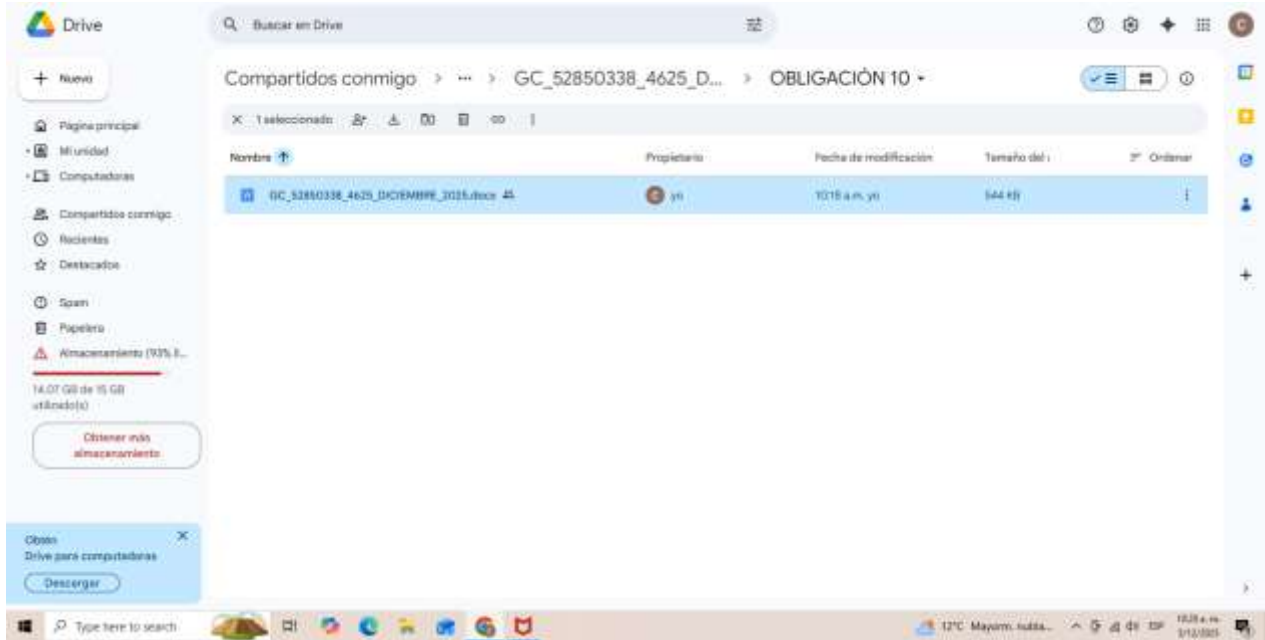 Drive
Buscar en Drive
Nuevo
Compartidos conmigo > ... > GC_52850338_4625_D... > OBLIGACIÓN 10
1 seleccionado
Página principal
Mi unidad
Computadoras
Compartidos conmigo
Recientes
Destacados
Spam
Papelera
Almacenamiento (93% ll...
14.07 GB de 15 GB
utilizado(s)
Obtener más
almacenamiento
Nombre
Propietario
Fecha de modificación
Ordenar
GC_52850338_4625_DICIEMBRE_2025.docx
yo
10:18 a.m. yo
544 KB
Drive para computadoras
Descargar
Type here to search
12°C Mayorm. nubla...
ESP